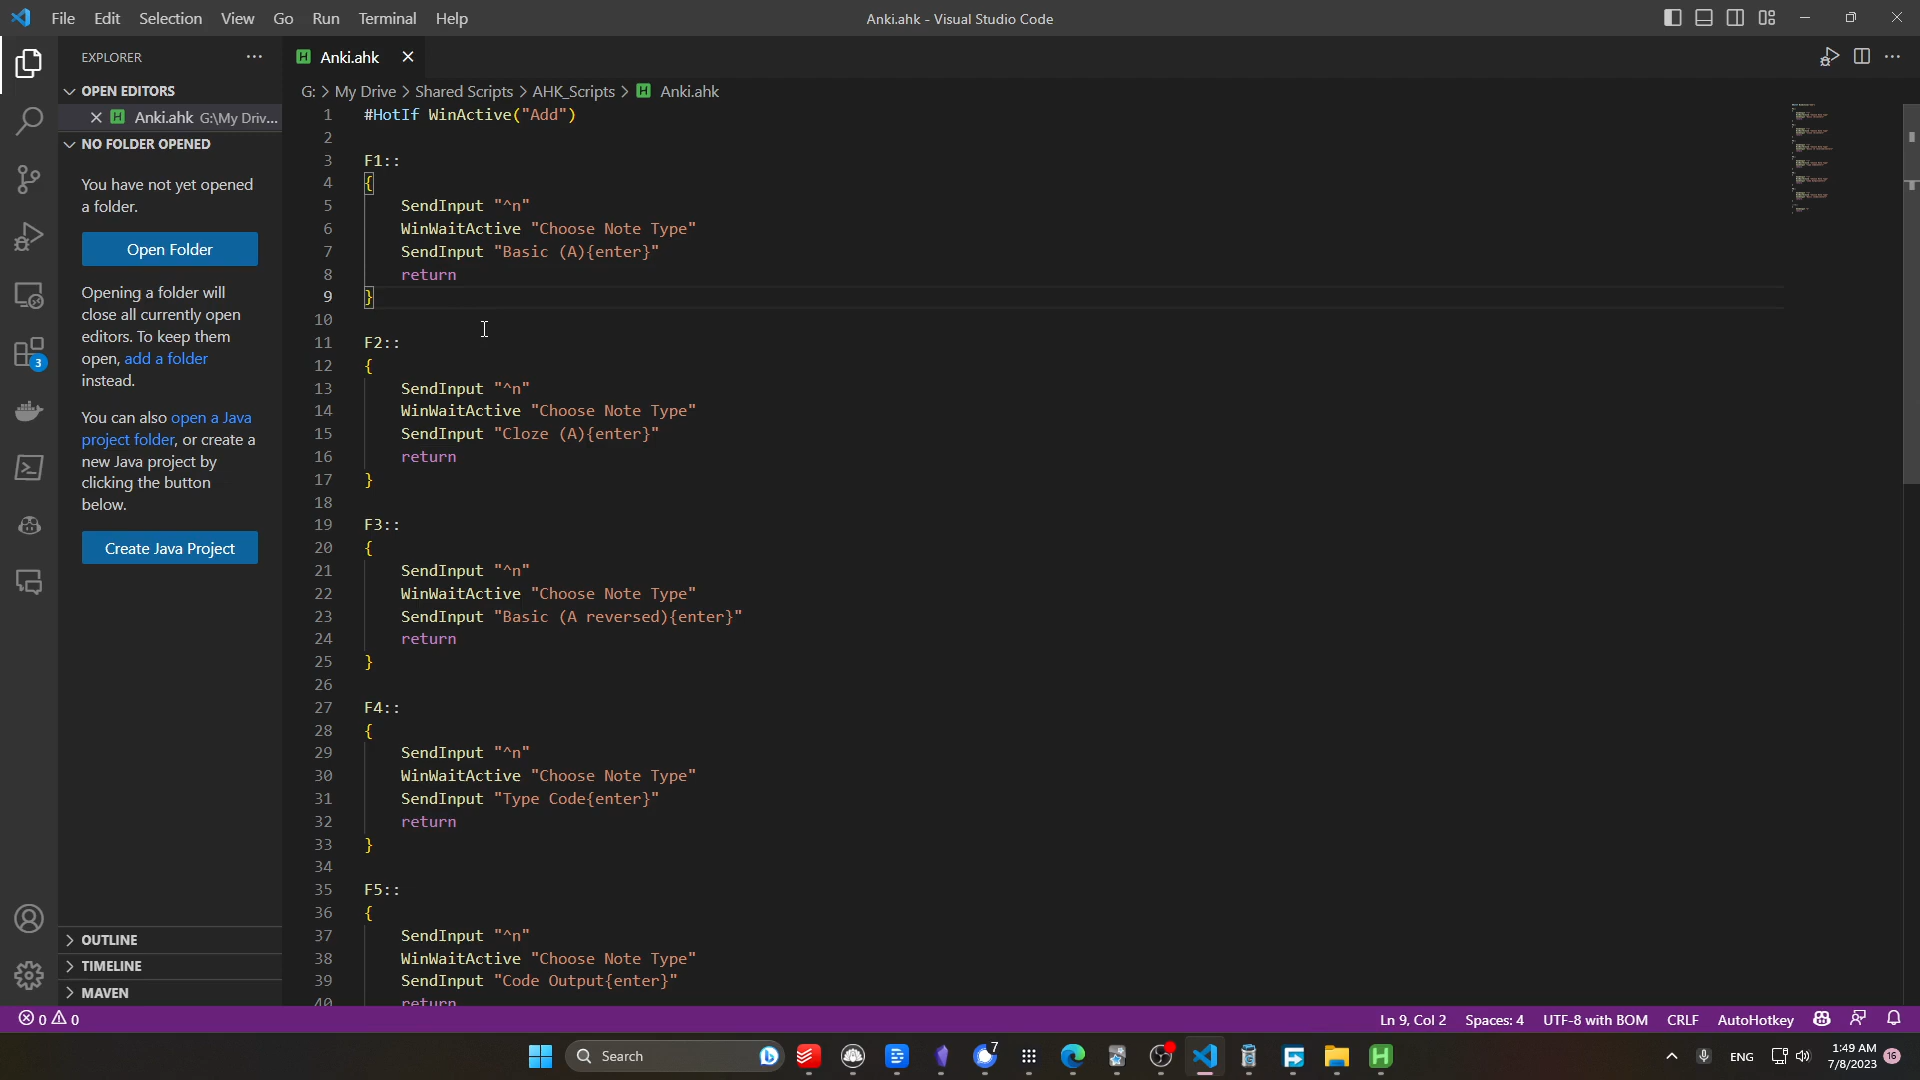 File Edit Selection View Go Run Terminal Help
Anki.ahk - Visual Studio Code
EXPLORER
Anki.ahk
OPEN EDITORS
Anki.ahk G:\My Driv...
NO FOLDER OPENED
You have not yet opened
a folder.
Open Folder
Opening a folder will
close all currently open
editors. To keep them
open, add a folder
instead.
You can also open a Java
project folder, or create a
new Java project by
clicking the button
below.
Create Java Project
OUTLINE
TIMELINE
MAVEN
3
G: > My Drive > Shared Scripts > AHK_Scripts > Anki.ahk
1 #HotIf WinActive("Add")
2
3 F1::
4 {
5 SendInput "^n"
6 WinWaitActive "Choose Note Type"
7 SendInput "Basic (A){enter}"
8 return
9 }
10
11 F2::
12 {
13 SendInput "^n"
14 WinWaitActive "Choose Note Type"
15 SendInput "Cloze (A){enter}"
16 return
17 }
18
19 F3::
20 {
21 SendInput "^n"
22 WinWaitActive "Choose Note Type"
23 SendInput "Basic (A reversed){enter}"
24 return
25 }
26
27 F4::
28 {
29 SendInput "^n"
30 WinWaitActive "Choose Note Type"
31 SendInput "Type Code{enter}"
32 return
33 }
34
35 F5::
36 {
37 SendInput "^n"
38 WinWaitActive "Choose Note Type"
39 SendInput "Code Output{enter}"
40 return
0 0
Ln 9, Col 2 Spaces: 4 UTF-8 with BOM CRLF AutoHotkey
Search
7
ENG
1:49 AM
7/8/2023
16